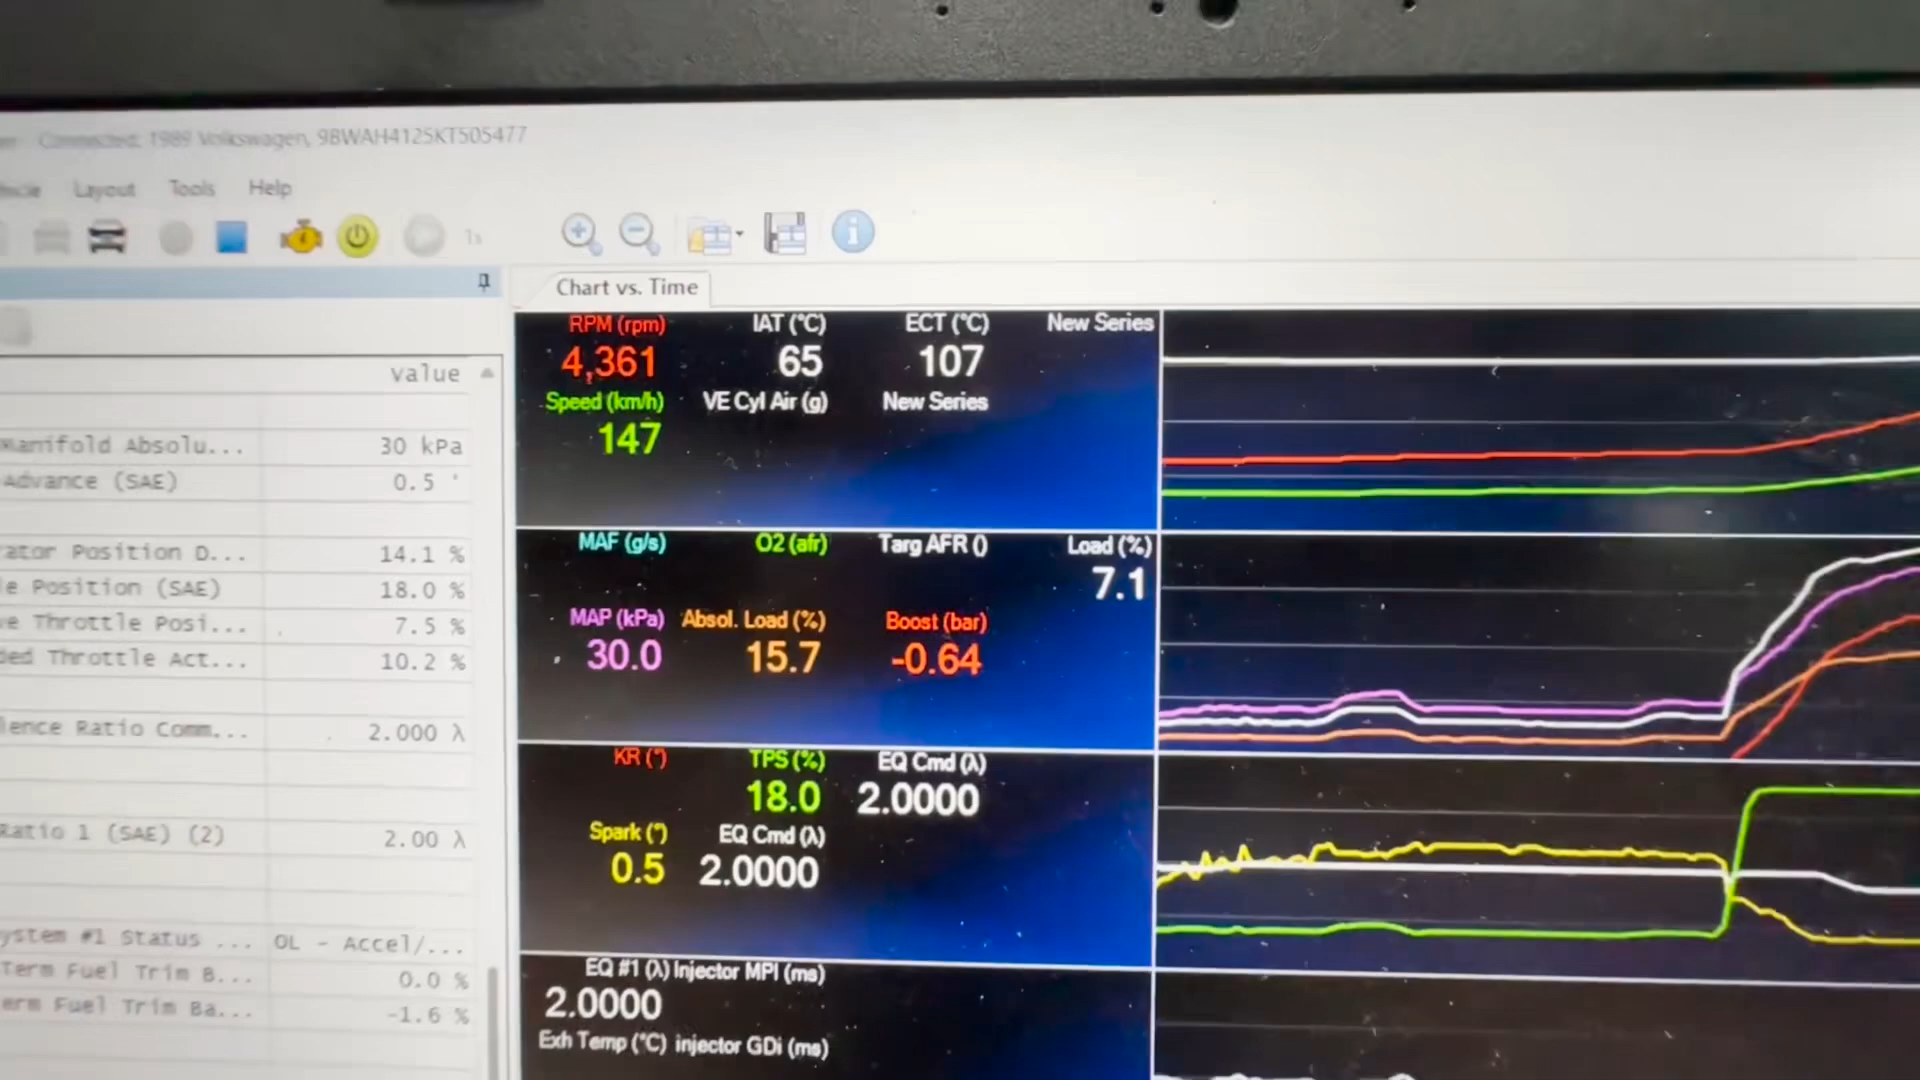 Connected: 1989 Volkswagen, 9BWAH4125KT505477
Layout Tools Help
1s
Chart vs. Time
value
Manifold Absolu... 30 kPa
Advance (SAE) 0.5 °
ator Position D... 14.1 %
le Position (SAE) 18.0 %
ve Throttle Posi... 7.5 %
ded Throttle Act... 10.2 %
lence Ratio Comm... 2.000 λ
Ratio 1 (SAE) (2) 2.00 λ
ystem #1 Status ... OL - Accel/...
Term Fuel Trim B... 0.0 %
erm Fuel Trim Ba... -1.6 %
RPM (rpm) IAT (°C) ECT (°C) New Series
4,361 65 107
Speed (km/h) VE Cyl Air (g) New Series
147
MAF (g/s) O2 (afr) Targ AFR () Load (%)
7.1
MAP (kPa) Absol. Load (%) Boost (bar)
30.0 15.7 -0.64
KR (°) TPS (%) EQ Cmd (λ)
18.0 2.0000
Spark (°) EQ Cmd (λ)
0.5 2.0000
EQ #1 (λ) Injector MPI (ms)
2.0000
Exh Temp (°C) injector GDi (ms)